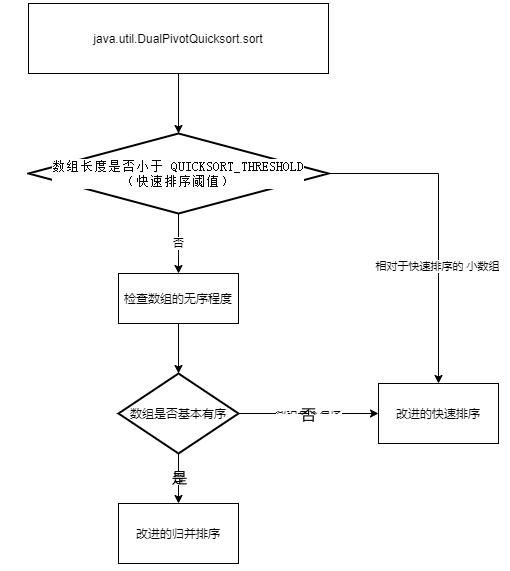 java.util.DualPivotQuicksort.sort
数组长度是否小于 QUICKSORT_THRESHOLD
（快速排序阈值）
否
相对于快速排序的 小数组
检查数组的无序程度
数组是否基本有序
否
改进的快速排序
是
改进的归并排序